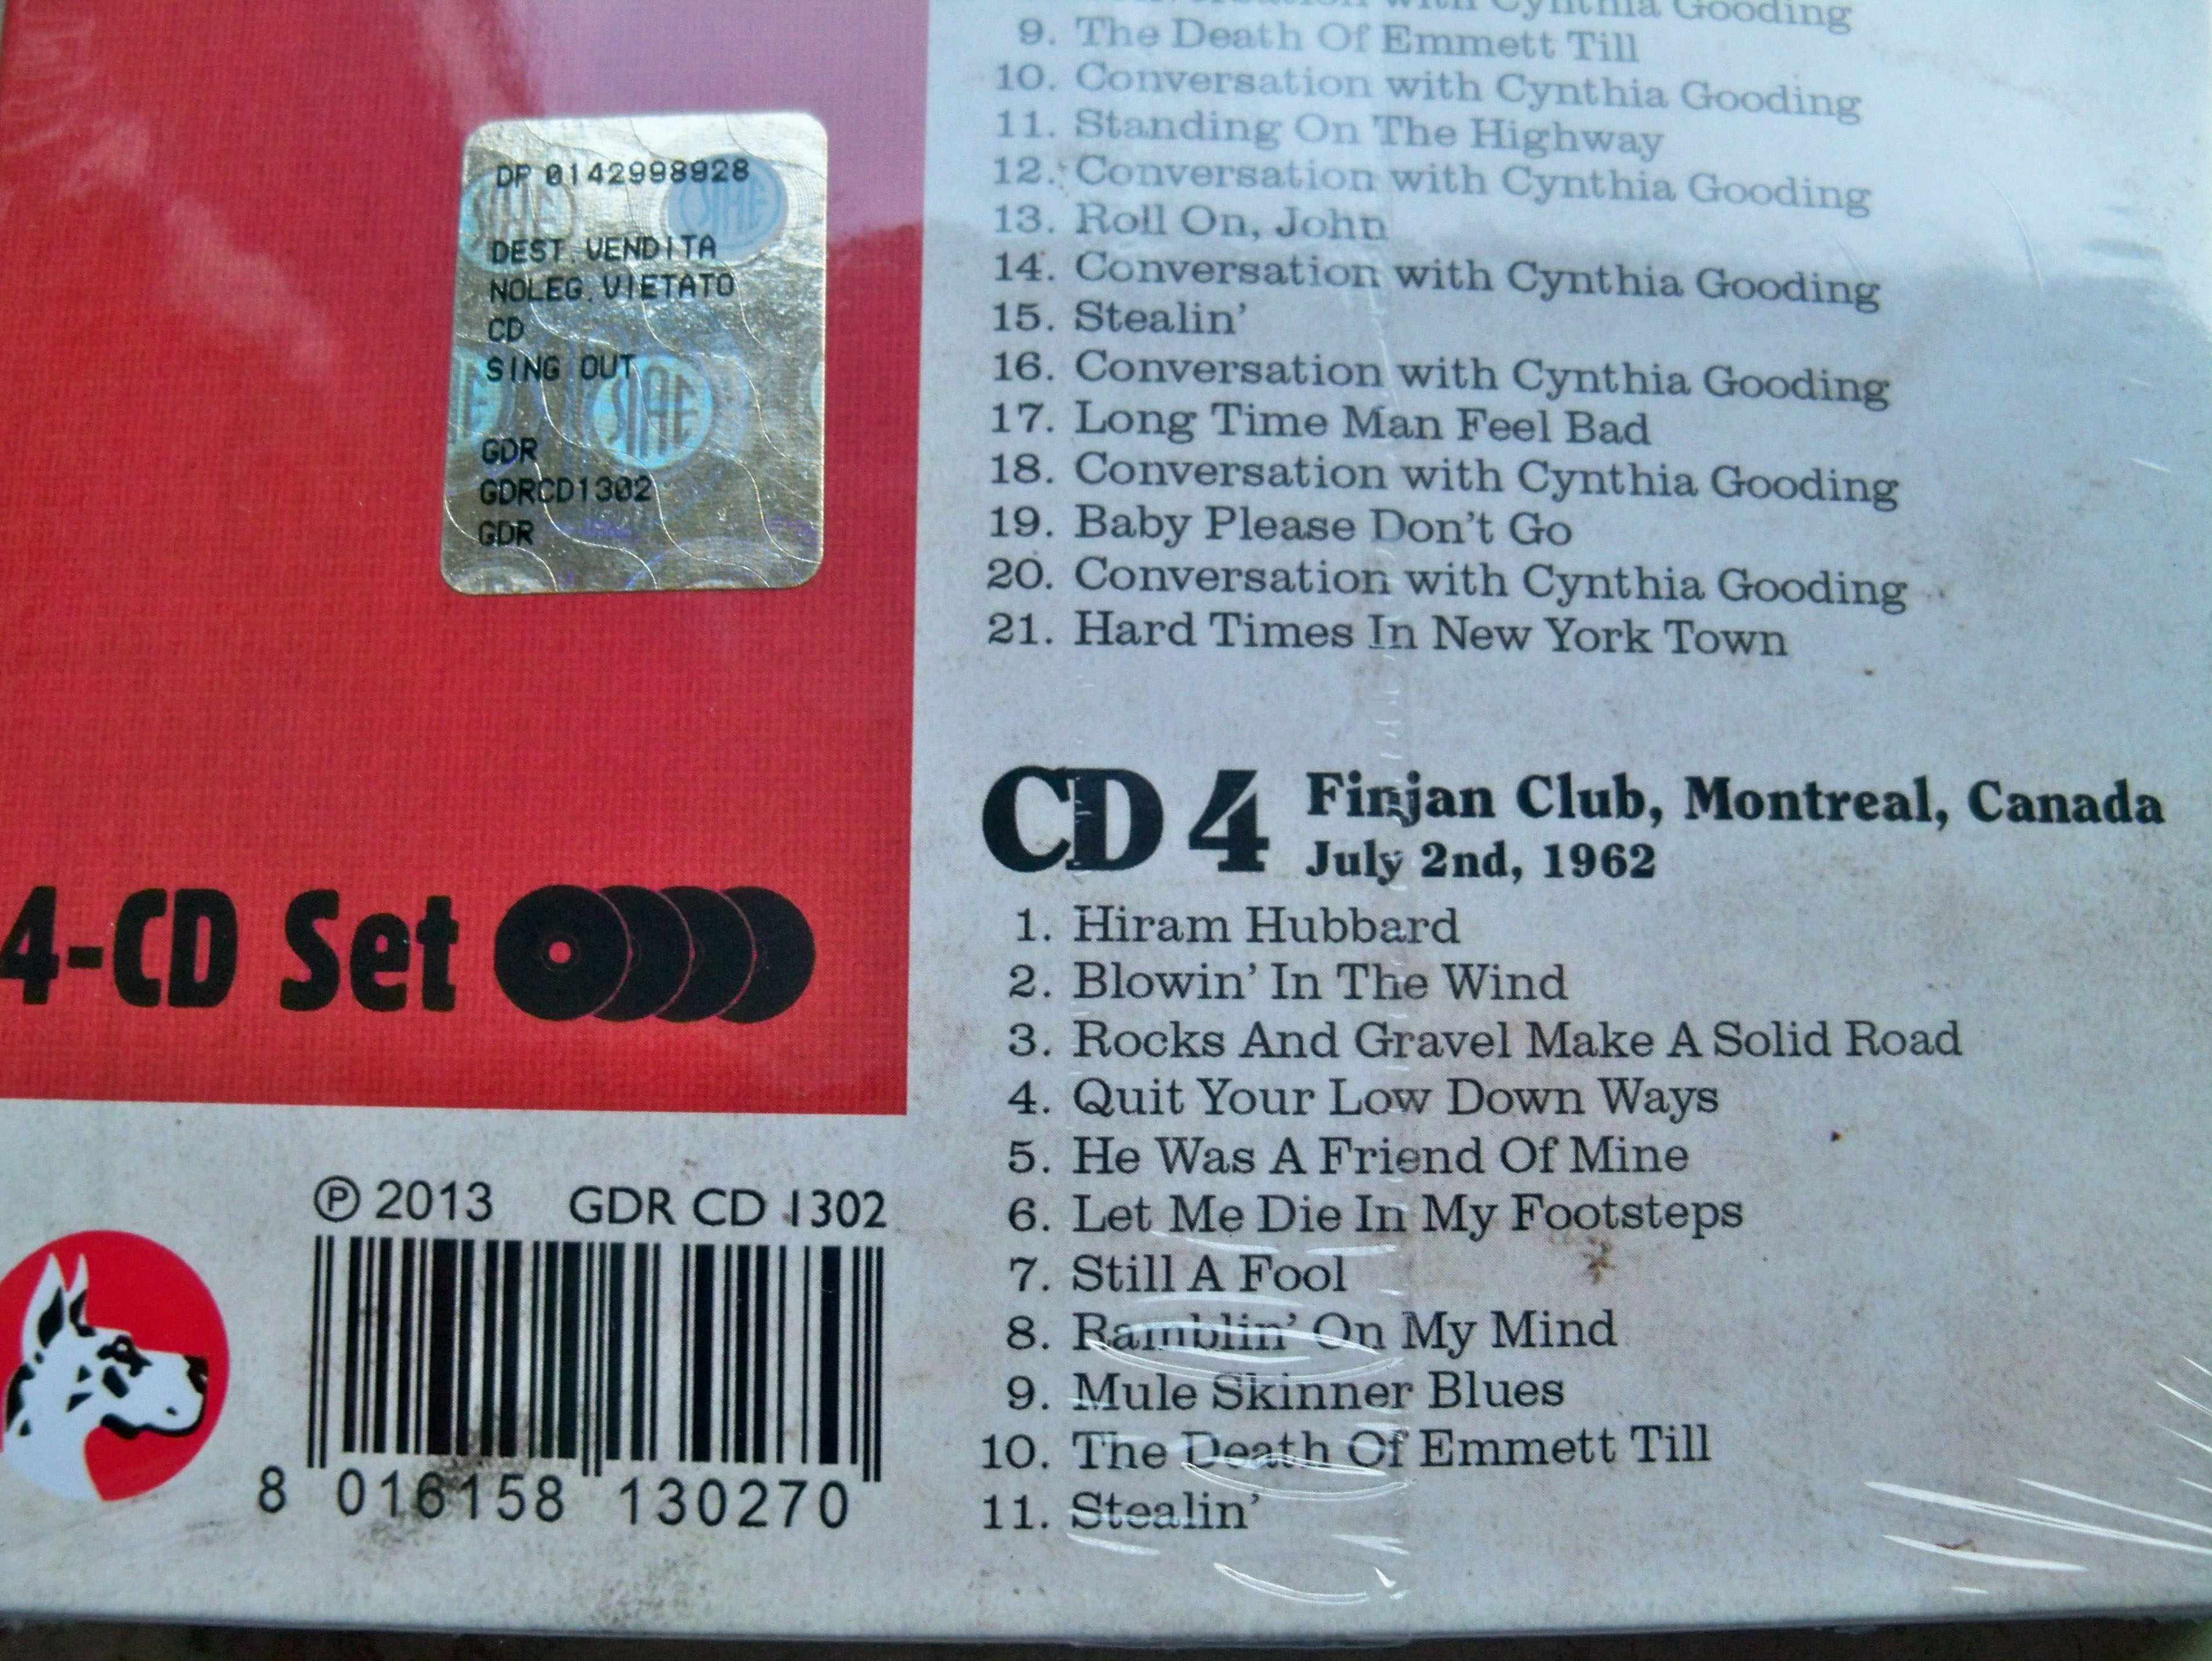 DP 0142998928
DEST.VENDITA
NOLEG.VIETATO
CD
SING OUT
GDR
GDRCD1302
GDR
SIAE
SIAE
SIAE
4-CD Set
℗ 2013 GDR CD 1302
8 016158 130270
Conversation with Cynthia Gooding
9. The Death Of Emmett Till
10. Conversation with Cynthia Gooding
11. Standing On The Highway
12. Conversation with Cynthia Gooding
13. Roll On, John
14. Conversation with Cynthia Gooding
15. Stealin’
16. Conversation with Cynthia Gooding
17. Long Time Man Feel Bad
18. Conversation with Cynthia Gooding
19. Baby Please Don’t Go
20. Conversation with Cynthia Gooding
21. Hard Times In New York Town
CD 4 Finjan Club, Montreal, Canada
July 2nd, 1962
1. Hiram Hubbard
2. Blowin’ In The Wind
3. Rocks And Gravel Make A Solid Road
4. Quit Your Low Down Ways
5. He Was A Friend Of Mine
6. Let Me Die In My Footsteps
7. Still A Fool
8. Ramblin’ On My Mind
9. Mule Skinner Blues
10. The Death Of Emmett Till
11. Stealin’